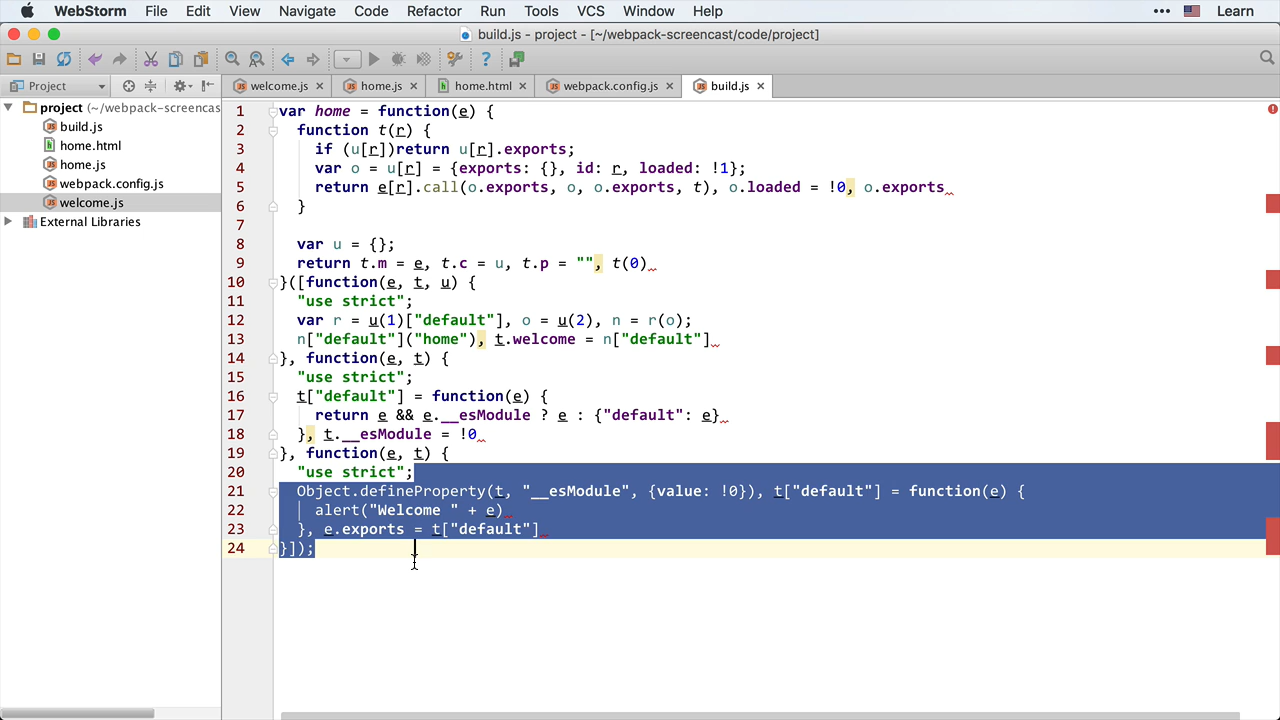 WebStorm File Edit View Navigate Code Refactor Run Tools VCS Window Help Learn
build.js - project - [~/webpack-screencast/code/project]
Project welcome.js home.js home.html webpack.config.js build.js
project (~/webpack-screencas
build.js
home.html
home.js
webpack.config.js
welcome.js
External Libraries
1 var home = function(e) {
2 function t(r) {
3 if (u[r])return u[r].exports;
4 var o = u[r] = {exports: {}, id: r, loaded: !1};
5 return e[r].call(o.exports, o, o.exports, t), o.loaded = !0, o.exports
6 }
7
8 var u = {};
9 return t.m = e, t.c = u, t.p = "", t(0)
10 }([function(e, t, u) {
11 "use strict";
12 var r = u(1)["default"], o = u(2), n = r(o);
13 n["default"]("home"), t.welcome = n["default"]
14 }, function(e, t) {
15 "use strict";
16 t["default"] = function(e) {
17 return e && e.__esModule ? e : {"default": e}
18 }, t.__esModule = !0
19 }, function(e, t) {
20 "use strict";
21 Object.defineProperty(t, "__esModule", {value: !0}), t["default"] = function(e) {
22 alert("Welcome " + e)
23 }, e.exports = t["default"]
24 }]);